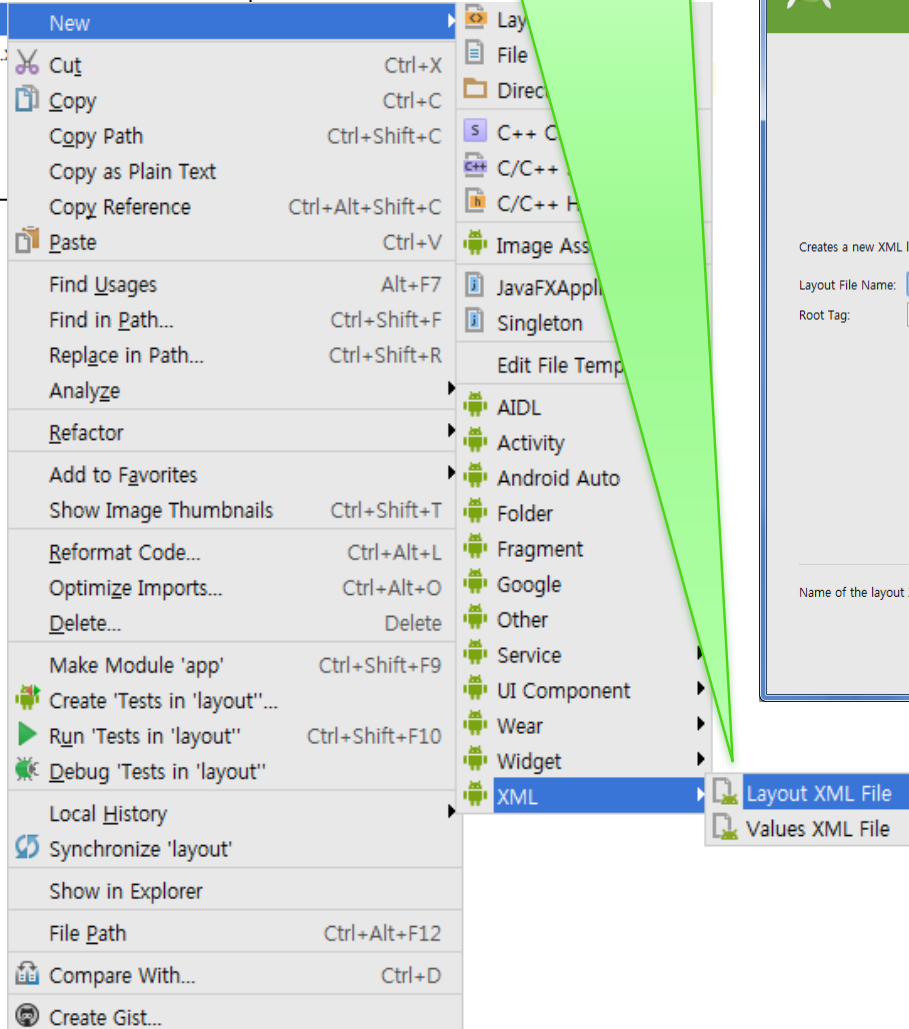 New
Cut Ctrl+X
Copy Ctrl+C
Copy Path Ctrl+Shift+C
Copy as Plain Text
Copy Reference Ctrl+Alt+Shift+C
Paste Ctrl+V
Find Usages Alt+F7
Find in Path... Ctrl+Shift+F
Replace in Path... Ctrl+Shift+R
Analyze
Refactor
Add to Favorites
Show Image Thumbnails Ctrl+Shift+T
Reformat Code... Ctrl+Alt+L
Optimize Imports... Ctrl+Alt+O
Delete... Delete
Make Module 'app' Ctrl+Shift+F9
Create 'Tests in 'layout''...
Run 'Tests in 'layout'' Ctrl+Shift+F10
Debug 'Tests in 'layout''
Local History
Synchronize 'layout'
Show in Explorer
File Path Ctrl+Alt+F12
Compare With... Ctrl+D
Create Gist...
Lay
File
Direc
C++ C
C/C++
C/C++ H
Image Ass
JavaFXAppli
Singleton
Edit File Temp
AIDL
Activity
Android Auto
Folder
Fragment
Google
Other
Service
UI Component
Wear
Widget
XML
Layout XML File
Values XML File
Creates a new XML l
Layout File Name:
Root Tag:
Name of the layout